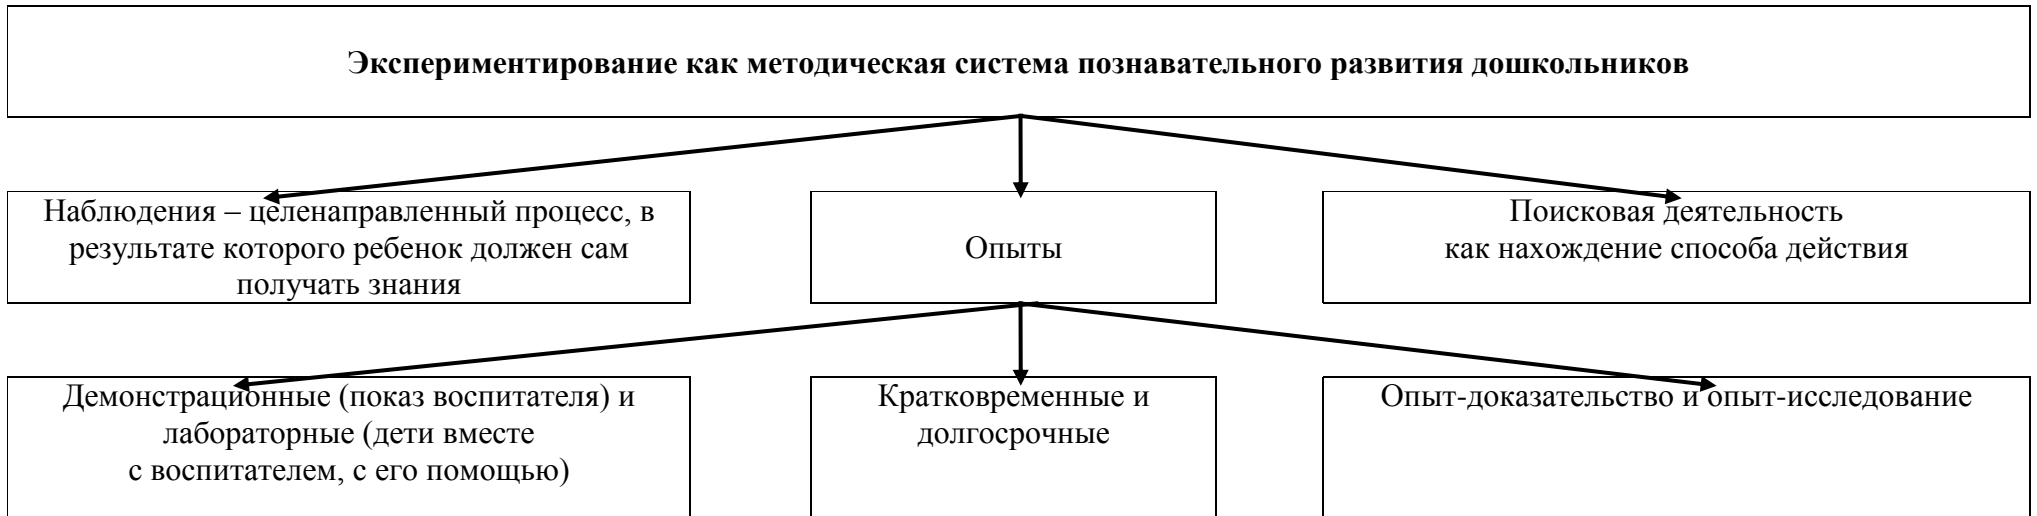 Экспериментирование как методическая система познавательного развития дошкольников
Наблюдения – целенаправленный процесс, в
результате которого ребенок должен сам
получать знания
Опыты
Поисковая деятельность
как нахождение способа действия
Демонстрационные (показ воспитателя) и
лабораторные (дети вместе
с воспитателем, с его помощью)
Кратковременные и
долгосрочные
Опыт-доказательство и опыт-исследование